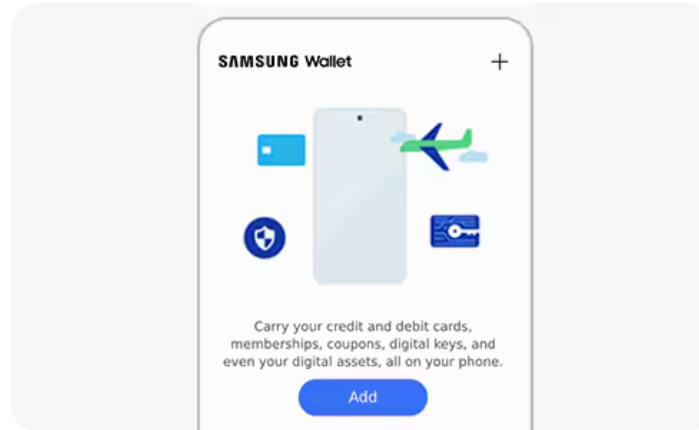 SAMSUNG Wallet
Carry your credit and debit cards,
memberships, coupons, digital keys, and
even your digital assets, all on your phone.
Add